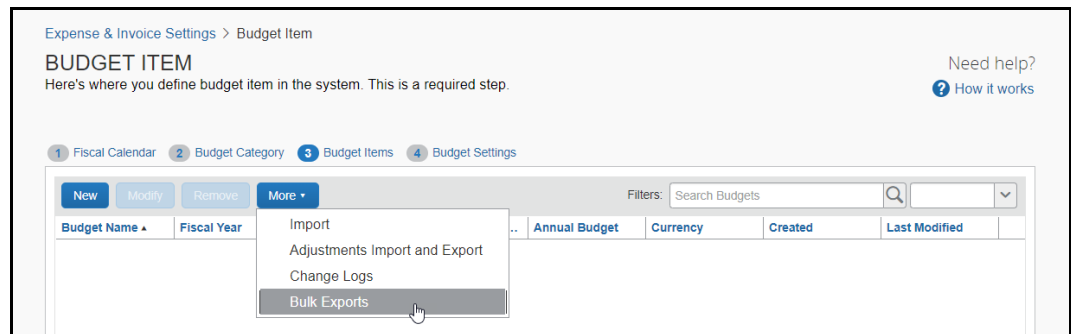 Expense & Invoice Settings > Budget Item
BUDGET ITEM
Need help?
Here's where you define budget item in the system. This is a required step.
? How it works
1 Fiscal Calendar 2 Budget Category 3 Budget Items 4 Budget Settings
New Modify Remove More Filters: Search Budgets
Budget Name Fiscal Year .. Annual Budget Currency Created Last Modified
Import
Adjustments Import and Export
Change Logs
Bulk Exports